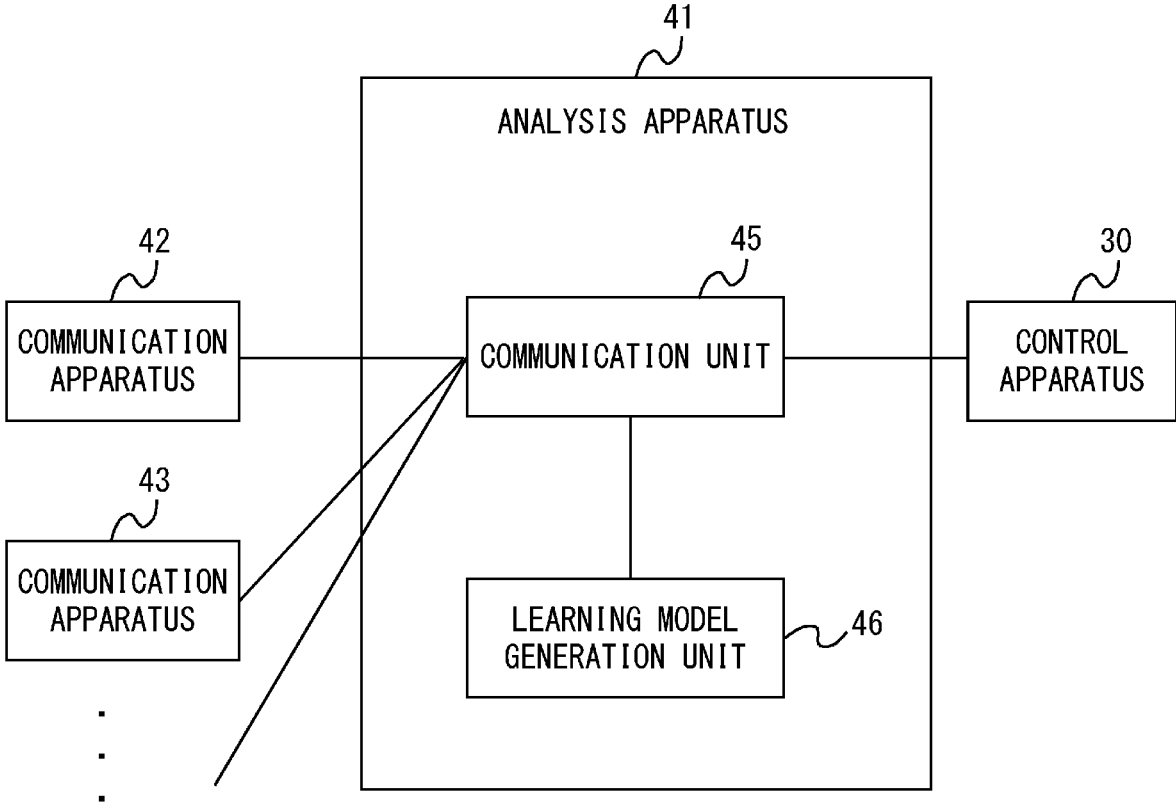 41
ANALYSIS APPARATUS
42
45
30
COMMUNICATION
APPARATUS
COMMUNICATION UNIT
CONTROL
APPARATUS
43
COMMUNICATION
APPARATUS
LEARNING MODEL
GENERATION UNIT
46